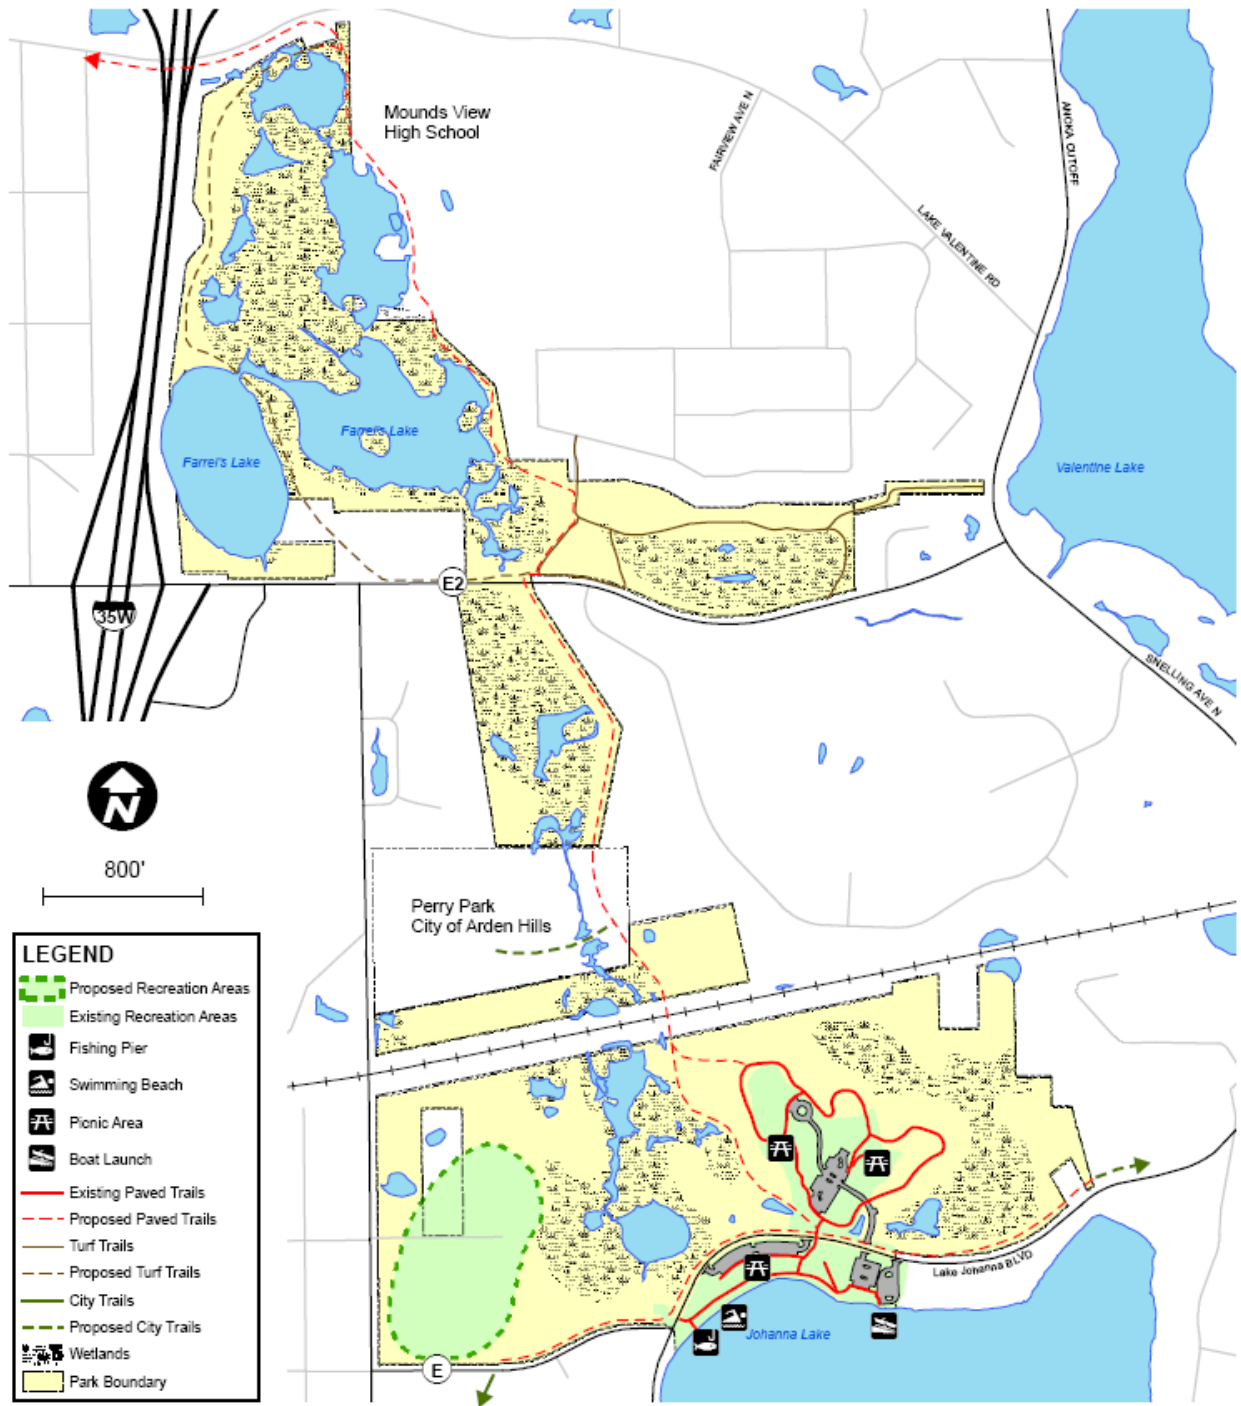 Mounds View
High School
FAIRVIEW AVE N
ANOKA CUTOFF
LAKE VALENTINE RD
Farrel's Lake
Farrel's Lake
Valentine Lake
E2
35W
SNELLING AVE N
N
800'
Perry Park
City of Arden Hills
LEGEND
Proposed Recreation Areas
Existing Recreation Areas
Fishing Pier
Swimming Beach
Picnic Area
Boat Launch
Existing Paved Trails
Proposed Paved Trails
Turf Trails
Proposed Turf Trails
City Trails
Proposed City Trails
Wetlands
Park Boundary
Lake Johanna BLVD
Johanna Lake
E